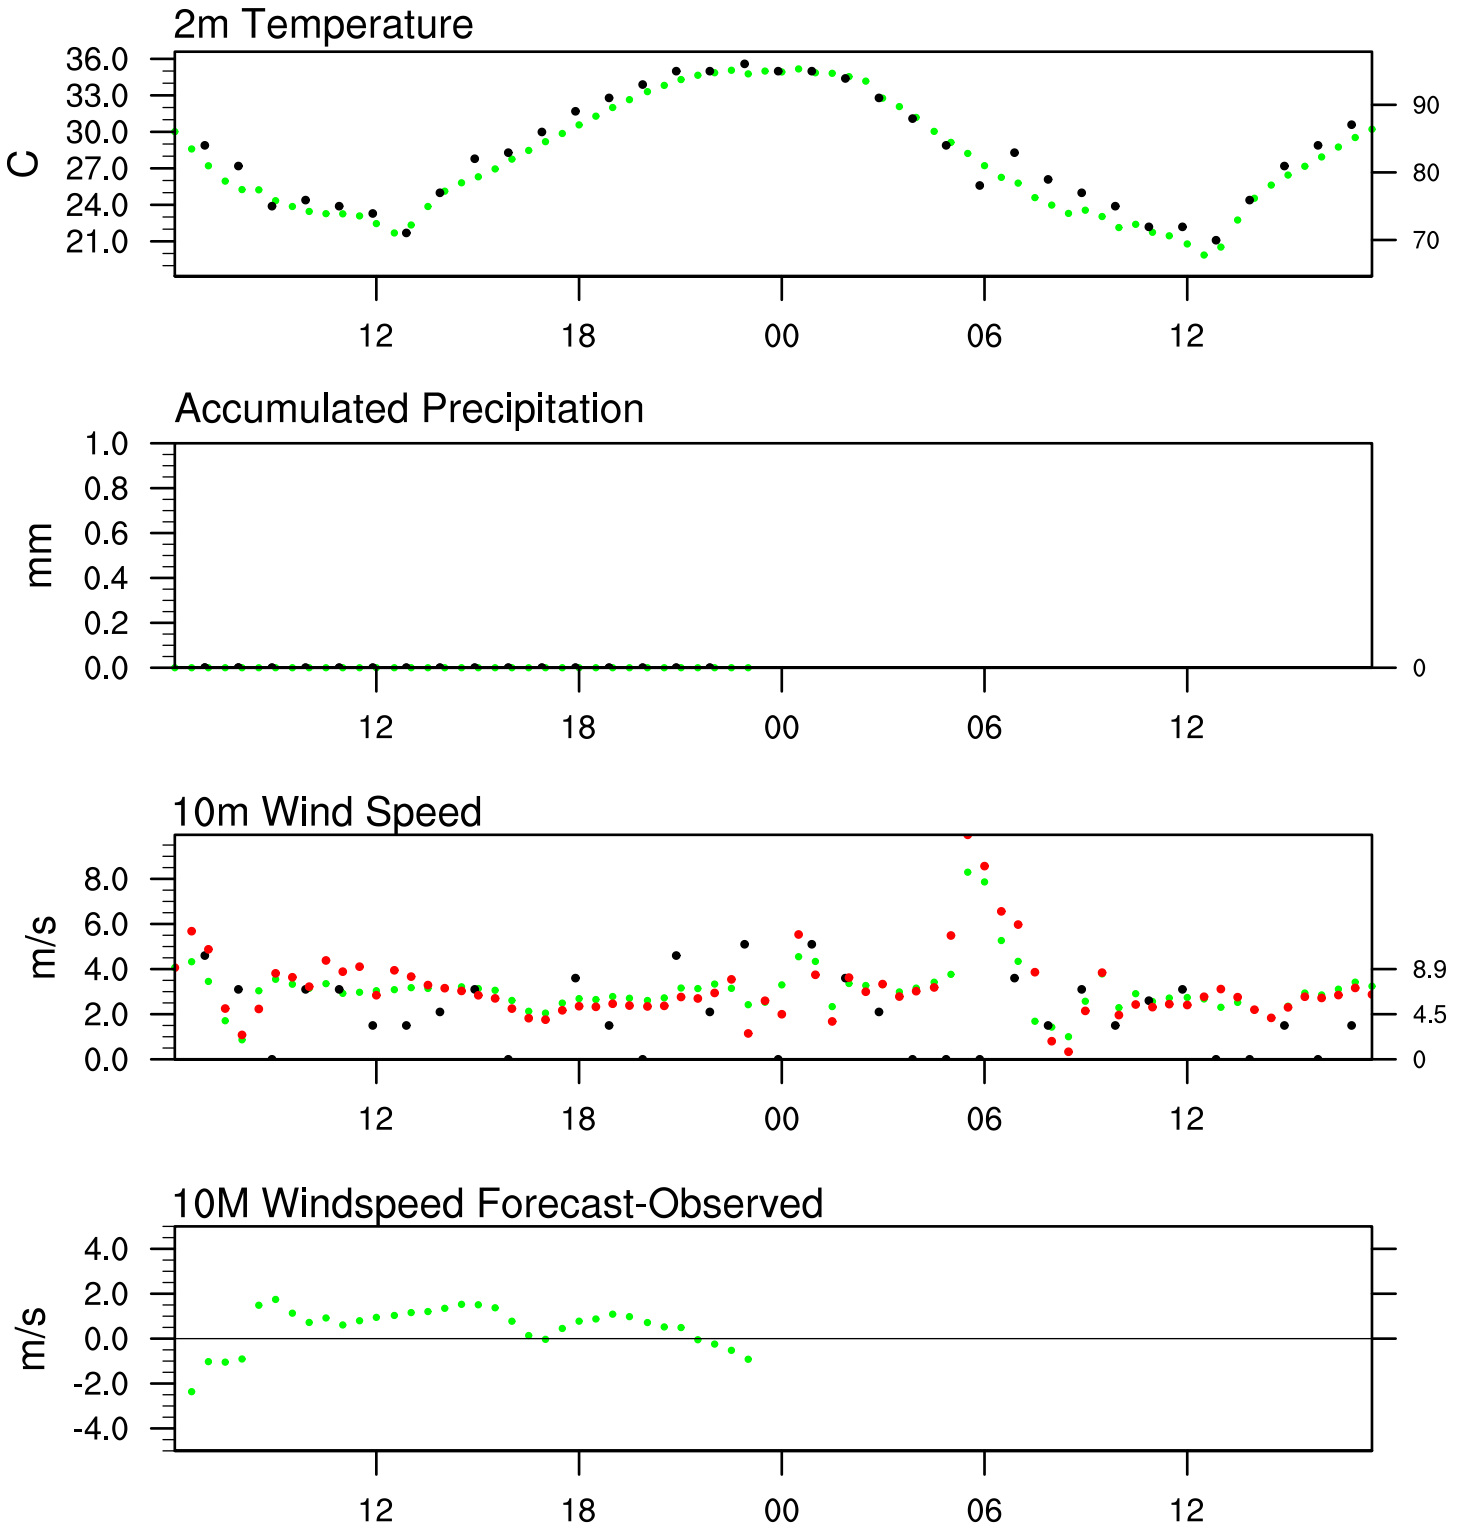 2m Temperature
36.0
33.0
30.0
27.0
24.0
21.0
C
90
80
70
12 18 00 06 12
Accumulated Precipitation
1.0
0.8
0.6
0.4
0.2
0.0
mm
0
12 18 00 06 12
10m Wind Speed
8.0
6.0
4.0
2.0
0.0
m/s
8.9
4.5
0
12 18 00 06 12
10M Windspeed Forecast-Observed
4.0
2.0
0.0
-2.0
-4.0
m/s
12 18 00 06 12